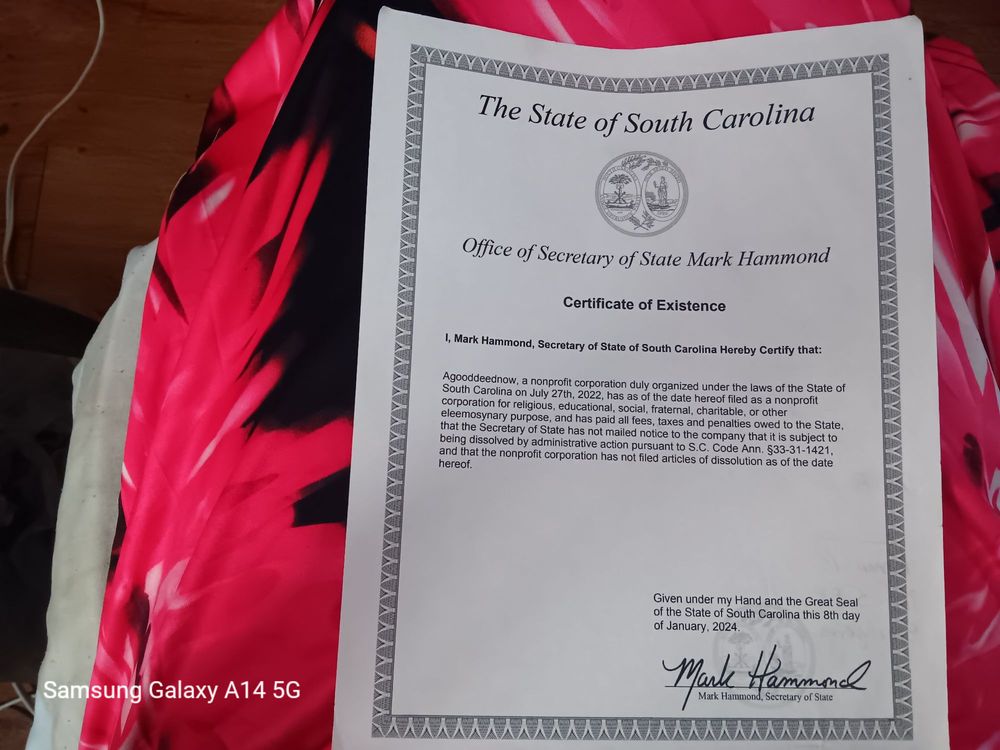 The State of South Carolina
Office of Secretary of State Mark Hammond
Certificate of Existence
I, Mark Hammond, Secretary of State of South Carolina Hereby Certify that:
Agooddeednow, a nonprofit corporation duly organized under the laws of the State of
South Carolina on July 27th, 2022, has as of the date hereof filed as a nonprofit
corporation for religious, educational, social, fraternal, charitable, or other
eleemosynary purpose, and has paid all fees, taxes and penalties owed to the State,
that the Secretary of State has not mailed notice to the company that it is subject to
being dissolved by administrative action pursuant to S.C. Code Ann. §33-31-1421,
and that the nonprofit corporation has not filed articles of dissolution as of the date
hereof.
Given under my Hand and the Great Seal
of the State of South Carolina this 8th day
of January, 2024.
Mark Hammond
Mark Hammond, Secretary of State
Samsung Galaxy A14 5G